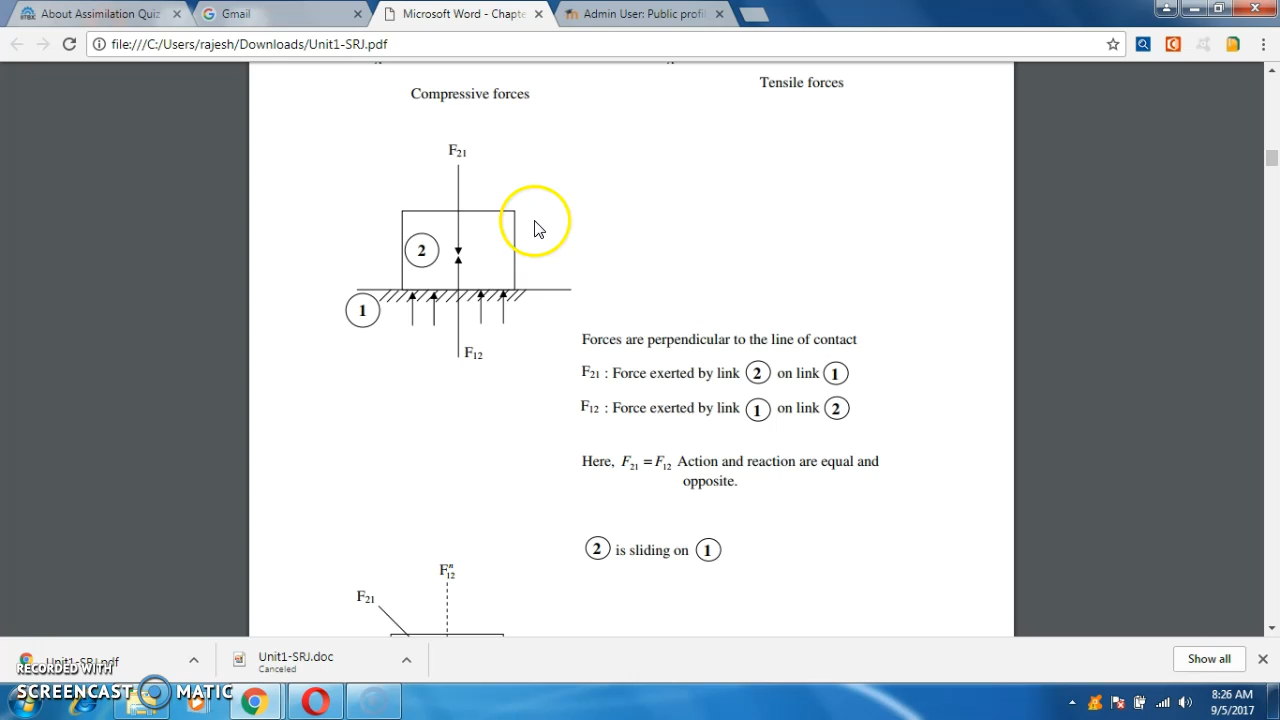 About Assimilation Quiz
Gmail
Microsoft Word - Chapte
Admin User: Public profi
file:///C:/Users/rajesh/Downloads/Unit1-SRJ.pdf
Compressive forces
Tensile forces
F21
2
1
F12
Forces are perpendicular to the line of contact
F21 : Force exerted by link 2 on link 1
F12 : Force exerted by link 1 on link 2
Here, F21 = F12 Action and reaction are equal and
opposite.
2 is sliding on 1
F12n
F21
Unit1-SRJ.pdf
Unit1-SRJ.doc
Canceled
Show all
RECORDED WITH
SCREENCAST MATIC
8:26 AM
9/5/2017